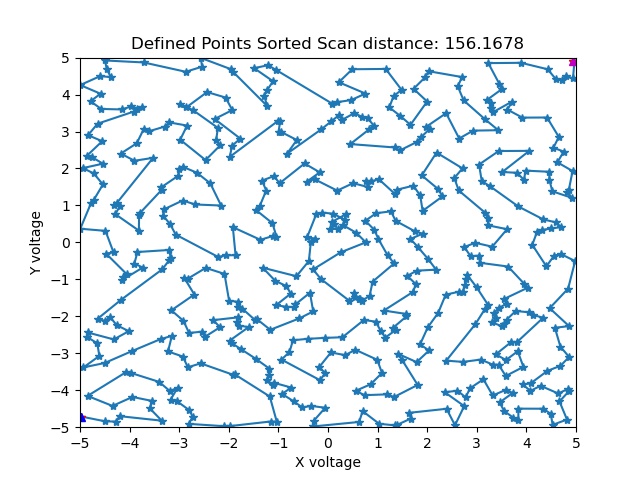 Defined Points Sorted Scan distance: 156.1678
5
4
3
2
1
0
−1
−2
−3
−4
−5
Y voltage
−5 −4 −3 −2 −1 0 1 2 3 4 5
X voltage